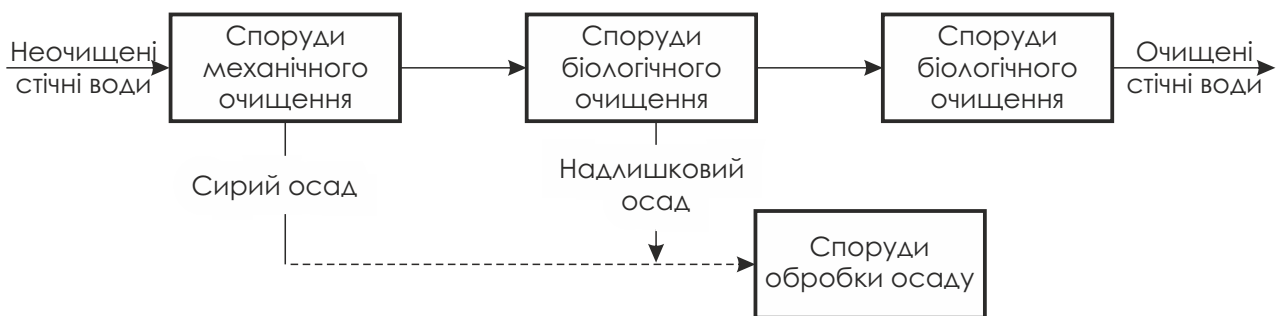 Неочищені
стічні води
Споруди
механічного
очищення
Споруди
біологічного
очищення
Споруди
біологічного
очищення
Очищені
стічні води
Сирий осад
Надлишковий
осад
Споруди
обробки осаду